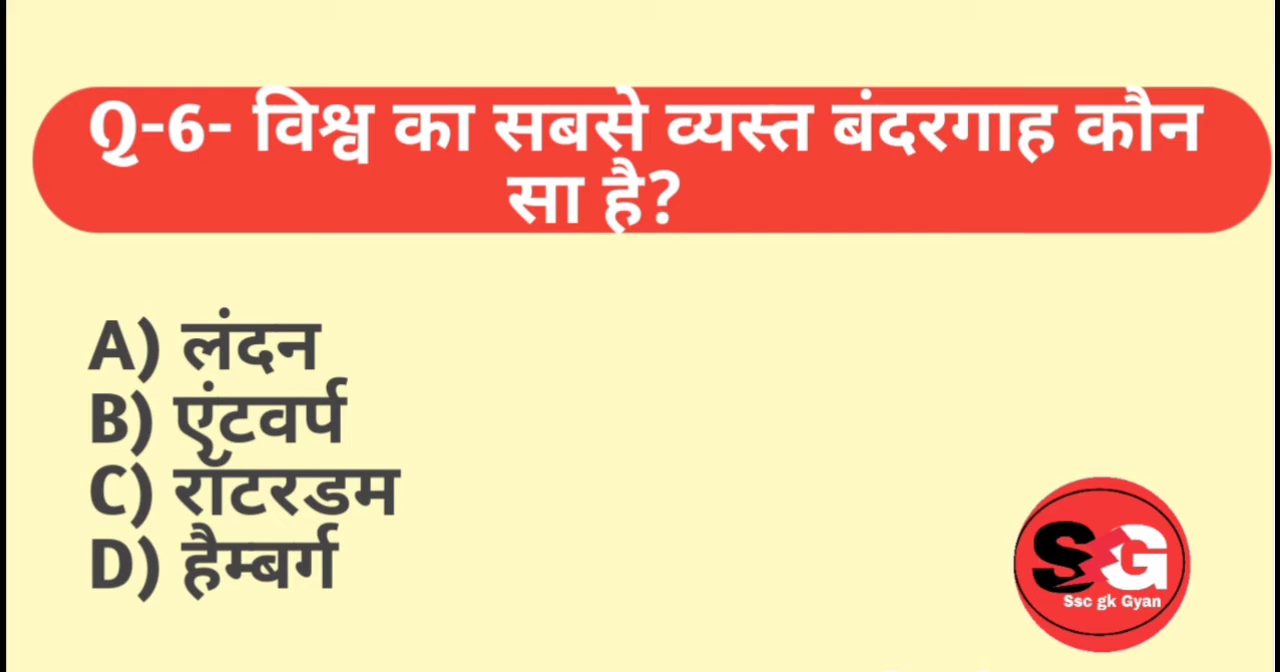 Q-6- विश्व का सबसे व्यस्त बंदरगाह कौन
सा है?
A) लंदन
B) एंटवर्प
C) रॉटरडम
D) हैम्बर्ग
SG
Ssc gk Gyan